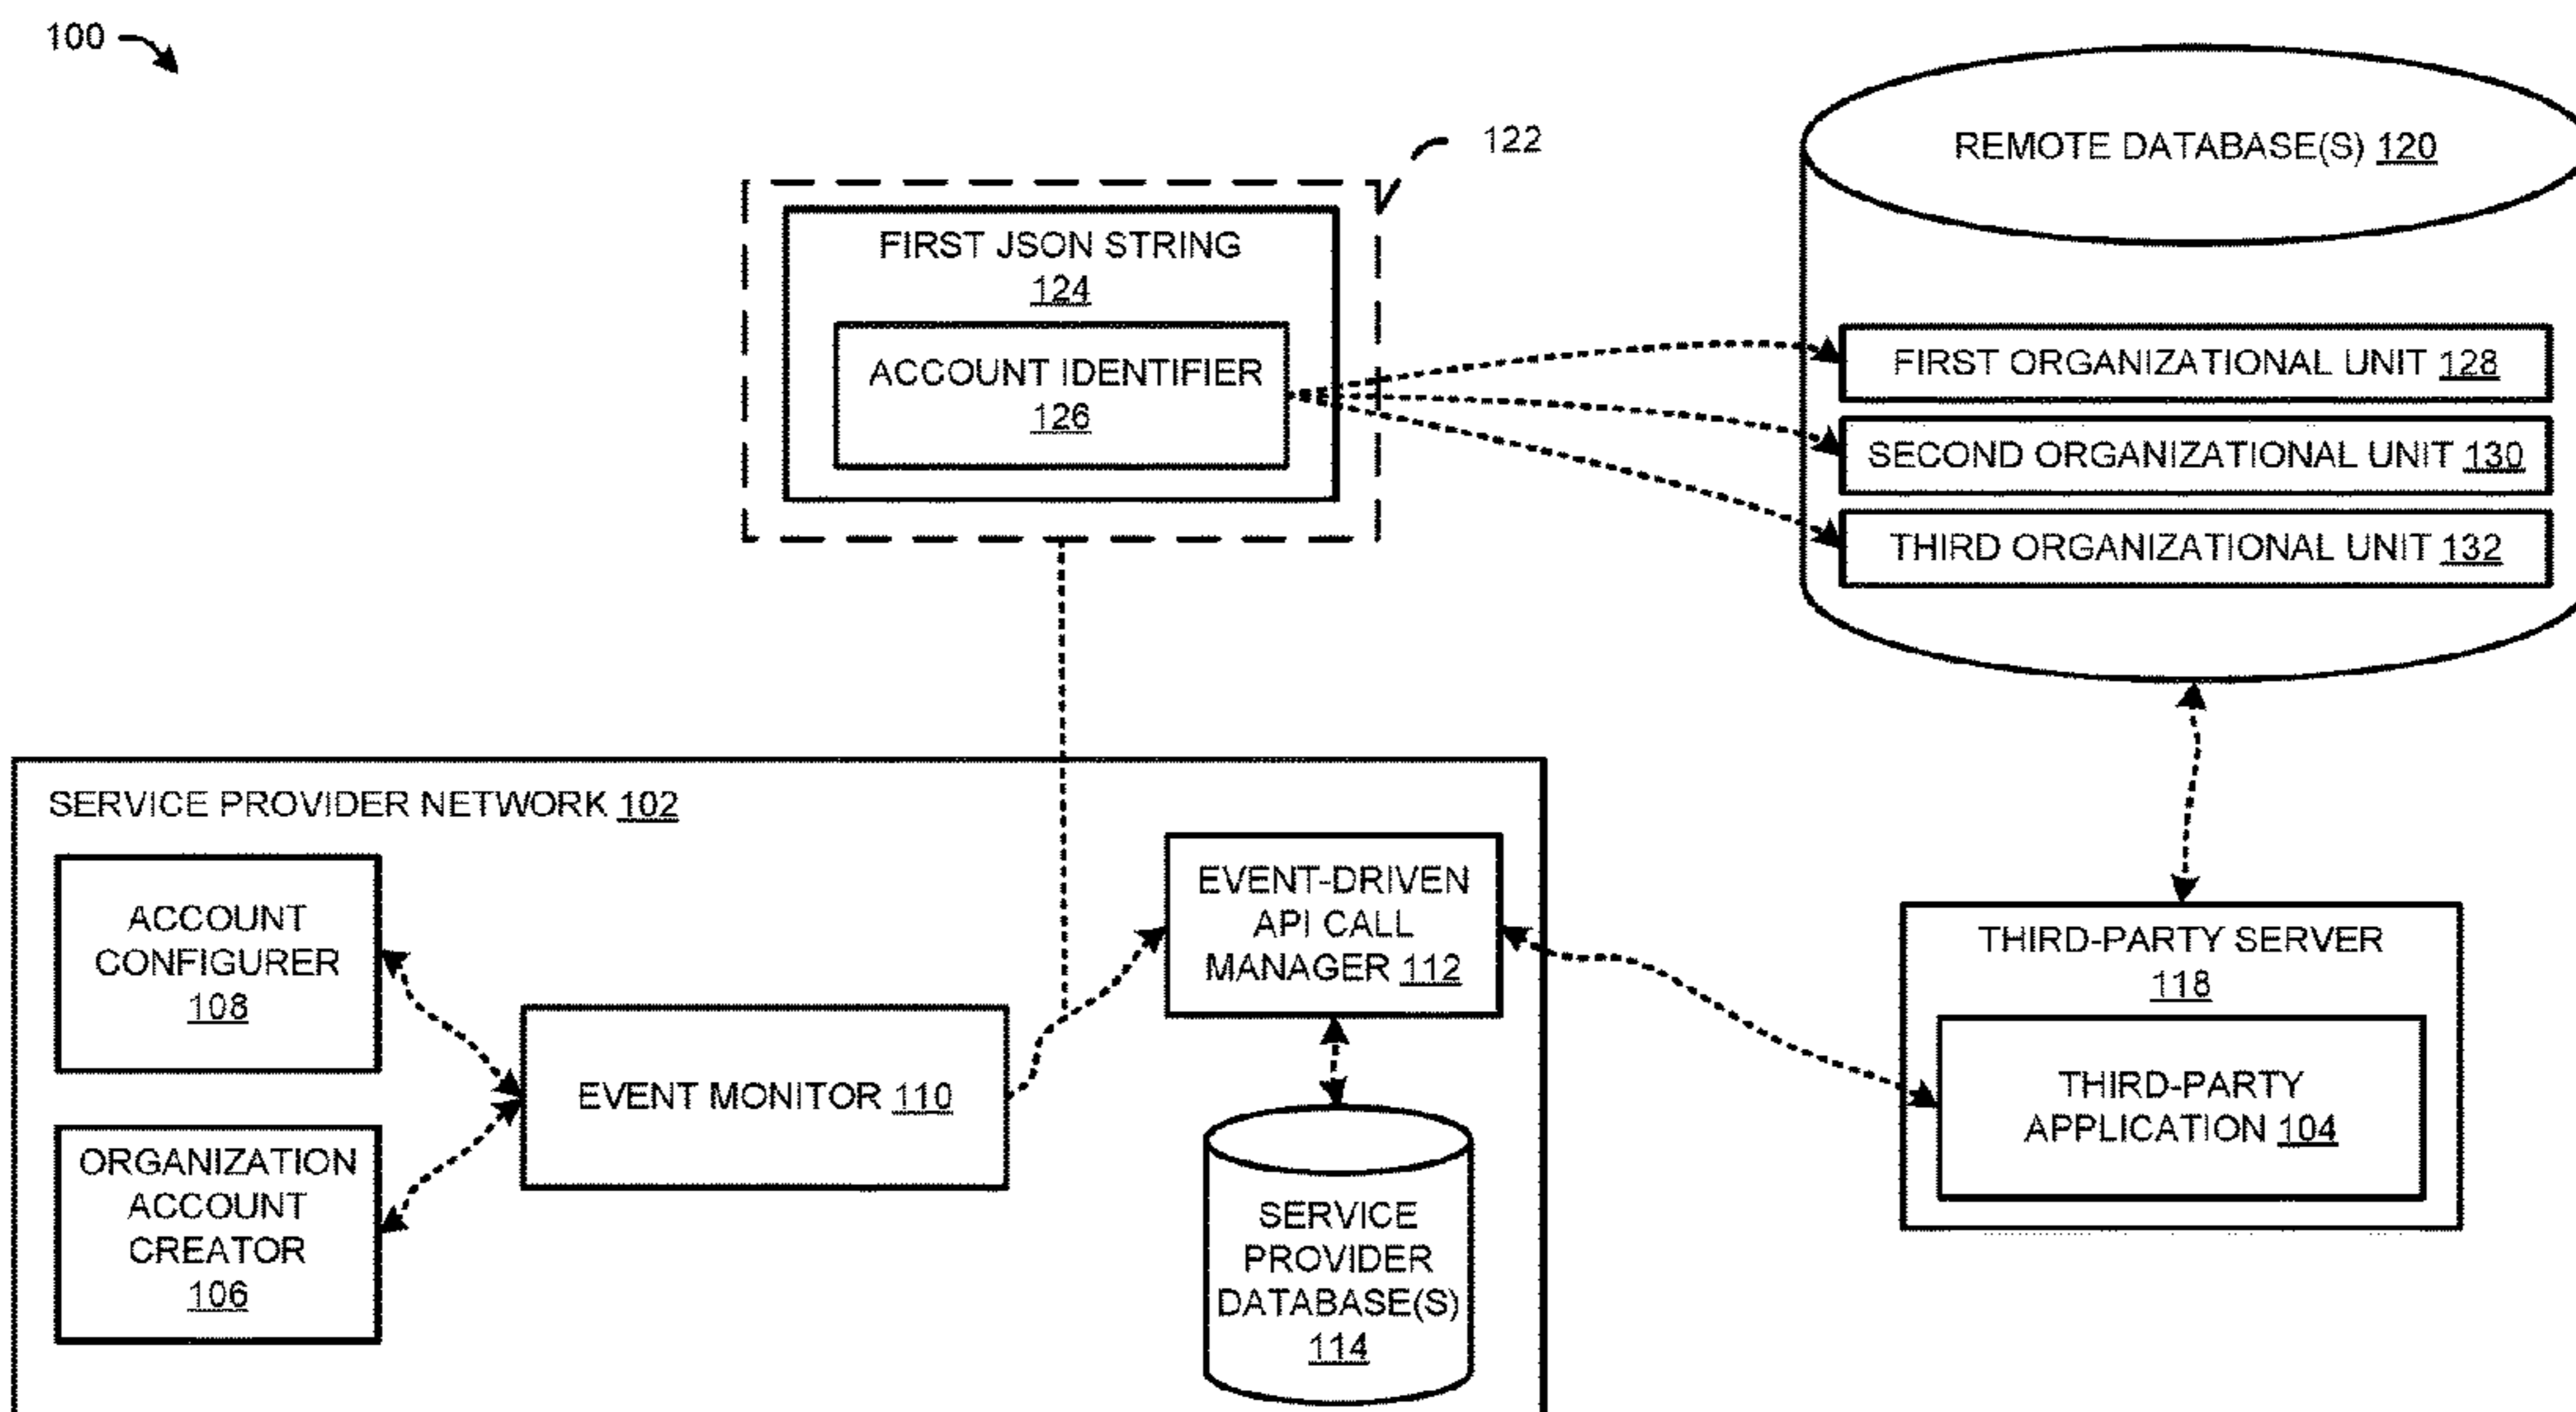 100
122
REMOTE DATABASE(S) 120
FIRST JSON STRING
124
ACCOUNT IDENTIFIER
126
FIRST ORGANIZATIONAL UNIT 128
SECOND ORGANIZATIONAL UNIT 130
THIRD ORGANIZATIONAL UNIT 132
SERVICE PROVIDER NETWORK 102
ACCOUNT
CONFIGURER
108
ORGANIZATION
ACCOUNT
CREATOR
106
EVENT MONITOR 110
EVENT-DRIVEN
API CALL
MANAGER 112
SERVICE
PROVIDER
DATABASE(S)
114
THIRD-PARTY SERVER
118
THIRD-PARTY
APPLICATION 104